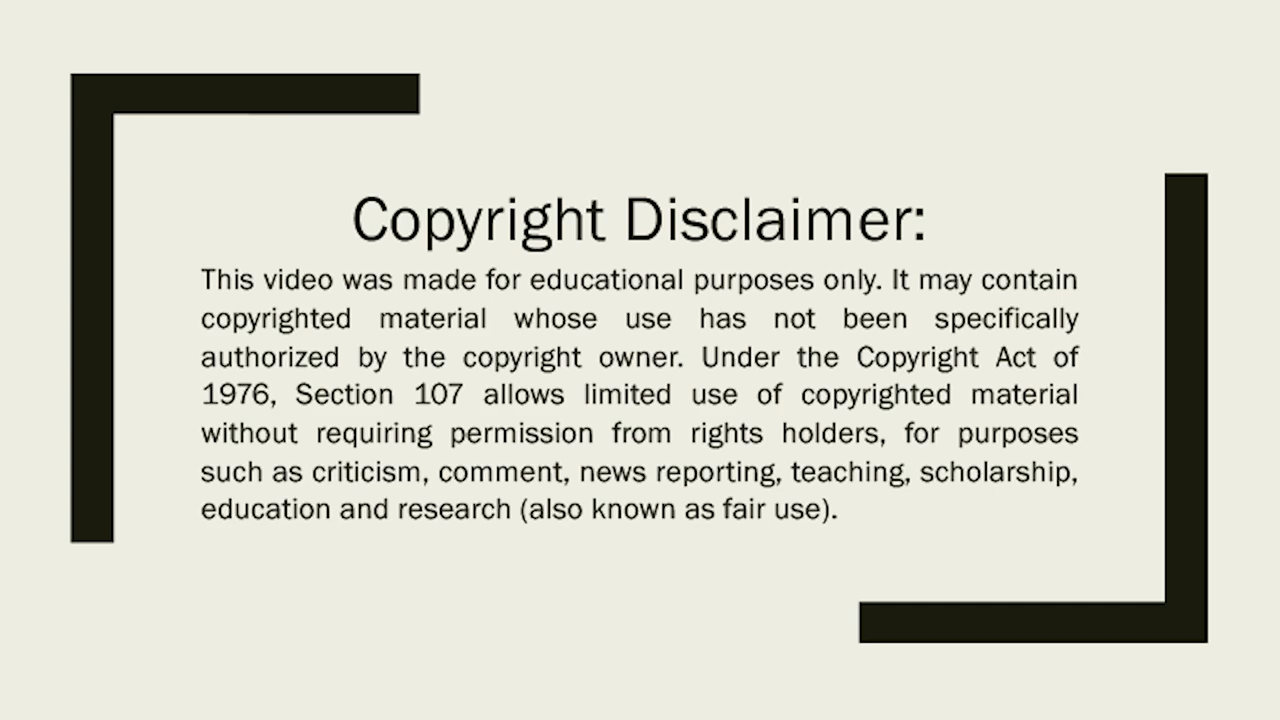 Copyright Disclaimer:
This video was made for educational purposes only. It may contain
copyrighted material whose use has not been specifically
authorized by the copyright owner. Under the Copyright Act of
1976, Section 107 allows limited use of copyrighted material
without requiring permission from rights holders, for purposes
such as criticism, comment, news reporting, teaching, scholarship,
education and research (also known as fair use).